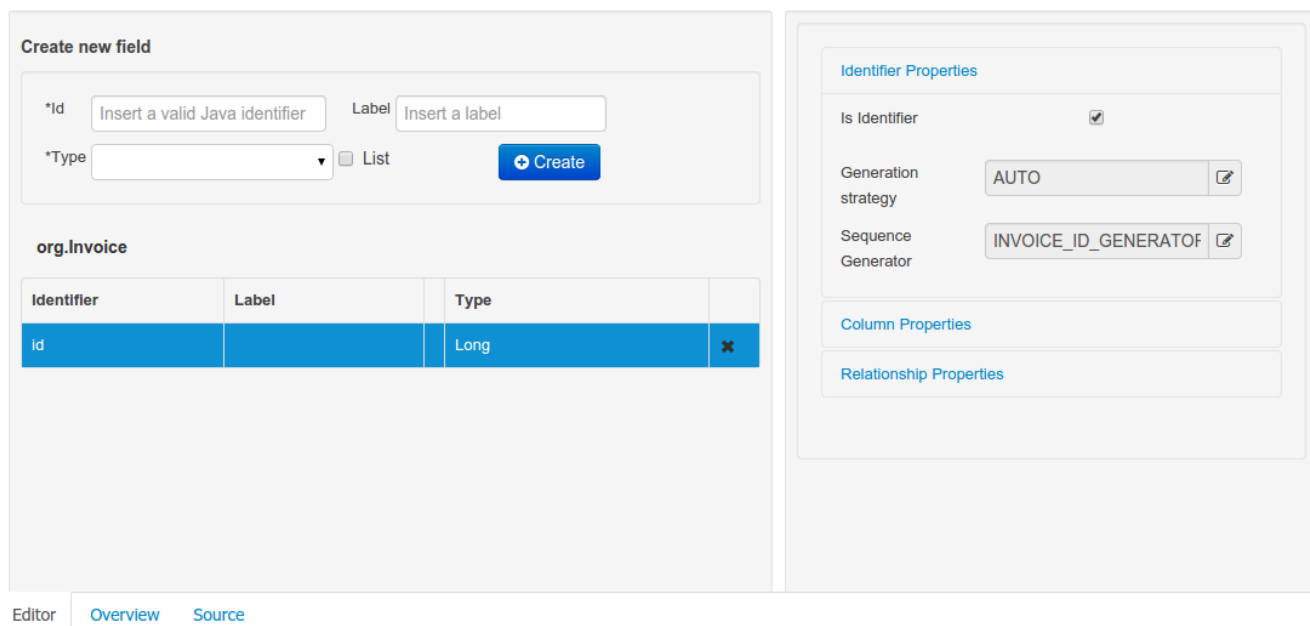 Create new field
*Id Insert a valid Java identifier Label Insert a label
*Type List Create
org.Invoice
Identifier Label Type
id Long
Identifier Properties
Is Identifier
Generation strategy AUTO
Sequence Generator INVOICE_ID_GENERATOR
Column Properties
Relationship Properties
Editor Overview Source